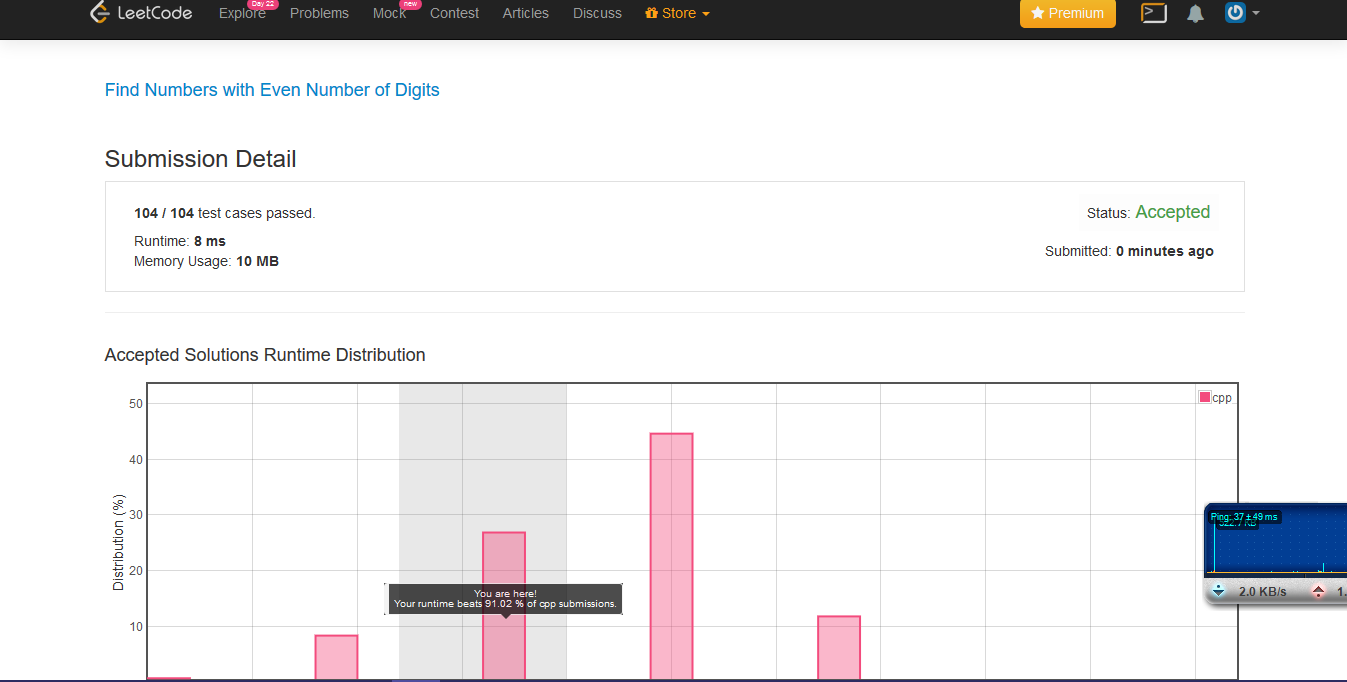 LeetCode Explore Day 22 Problems Mock new Contest Articles Discuss Store Premium
Find Numbers with Even Number of Digits
Submission Detail
104 / 104 test cases passed.
Status: Accepted
Runtime: 8 ms
Submitted: 0 minutes ago
Memory Usage: 10 MB
Accepted Solutions Runtime Distribution
cpp
50
40
30
20
10
Distribution (%)
You are here!
Your runtime beats 91.02 % of cpp submissions.
Ping: 37 ± 49 ms
2.0 KB/s
1.